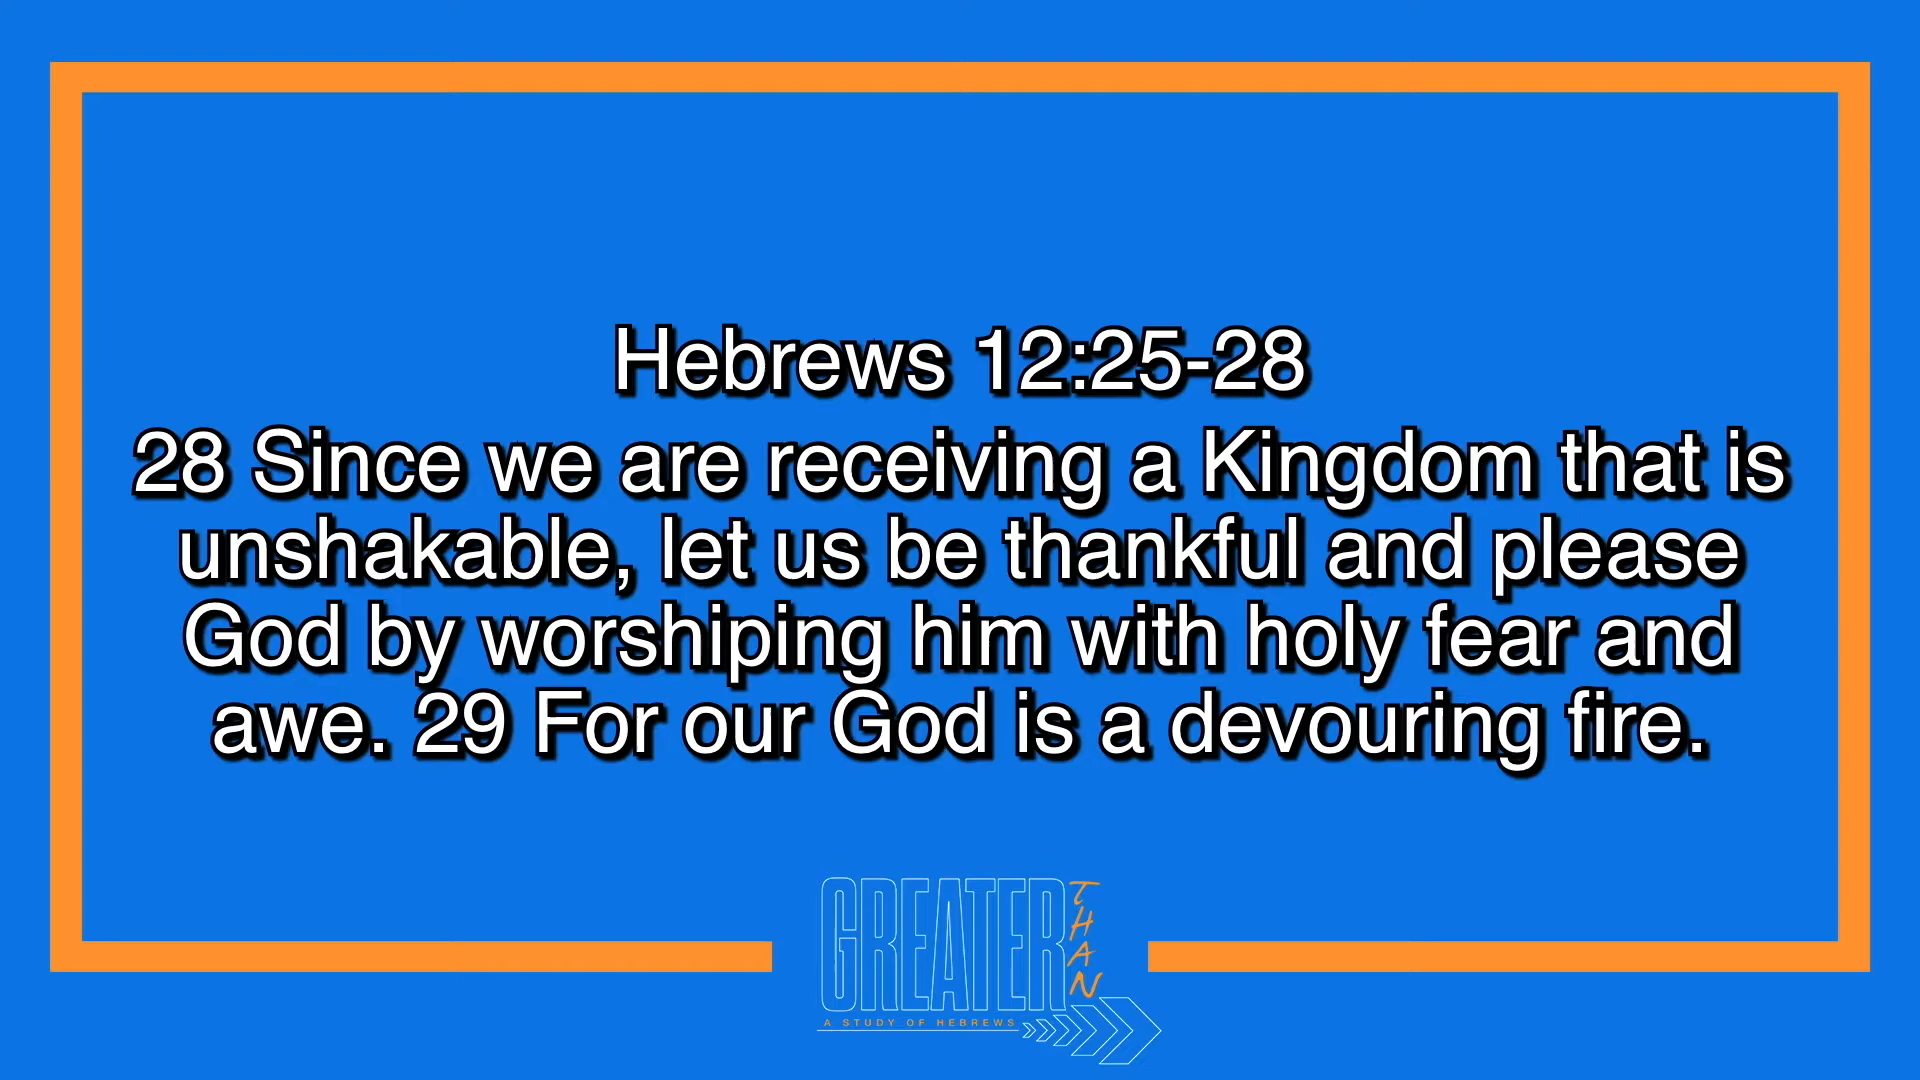 Hebrews 12:25-28
28 Since we are receiving a Kingdom that is
unshakable, let us be thankful and please
God by worshiping him with holy fear and
awe. 29 For our God is a devouring fire.
GREATER
THAN
A STUDY OF HEBREWS